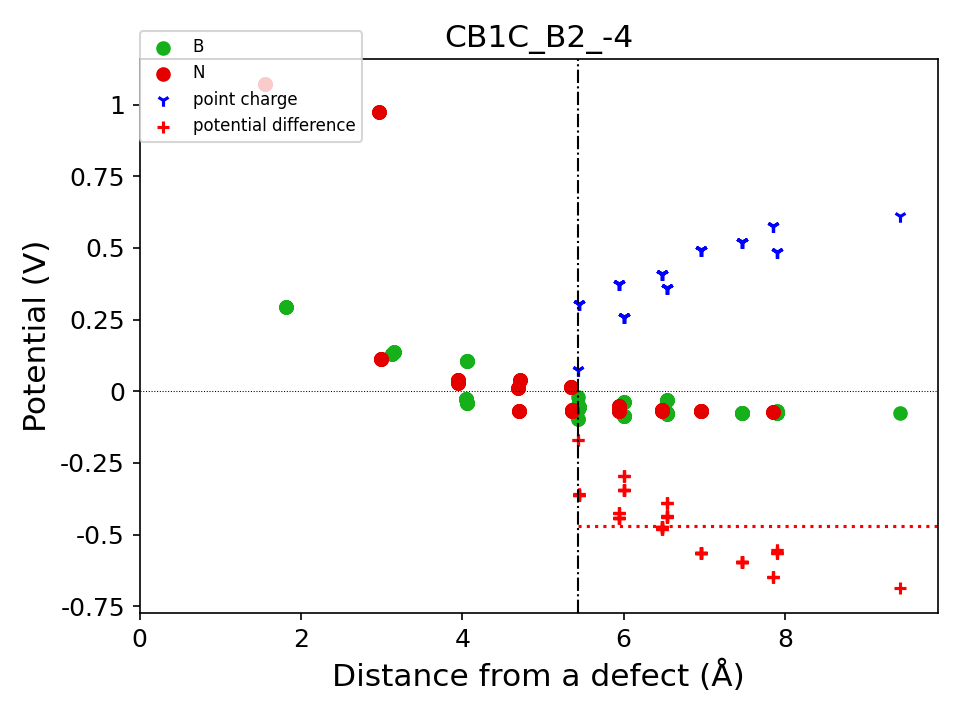 CB1C_B2_-4
B
N
point charge
potential difference
1
0.75
0.5
0.25
0
-0.25
-0.5
-0.75
Potential (V)
0 2 4 6 8
Distance from a defect (Å)